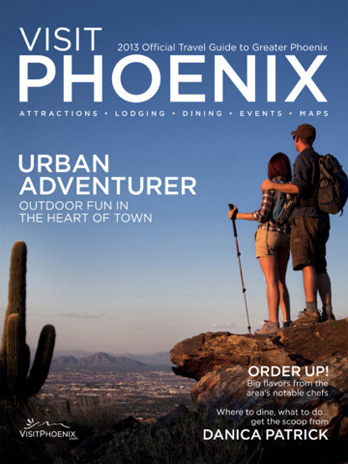 VISIT
2013 Official Travel Guide to Greater Phoenix
PHOENIX
ATTRACTIONS • LODGING • DINING • EVENTS • MAPS
URBAN
ADVENTURER
OUTDOOR FUN IN
THE HEART OF TOWN
ORDER UP!
Big flavors from the
area's notable chefs
Where to dine, what to do...
get the scoop from
DANICA PATRICK
VISITPHOENIX